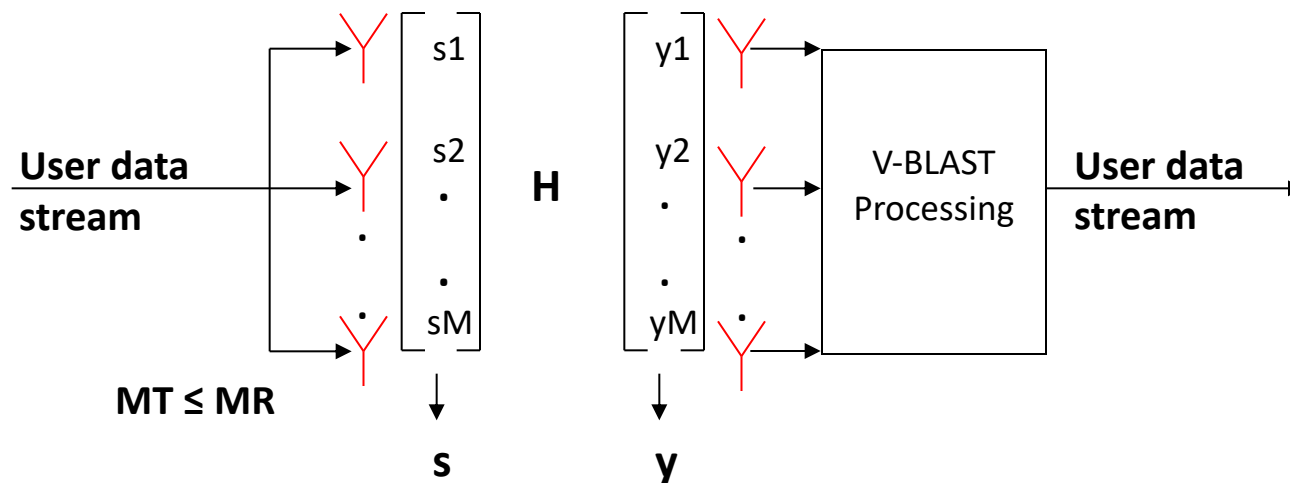 s1
y1
User data
stream
s2
H
y2
V-BLAST
Processing
User data
stream
.
.
.
.
.
.
.
.
sM
yM
MT ≤ MR
s
y